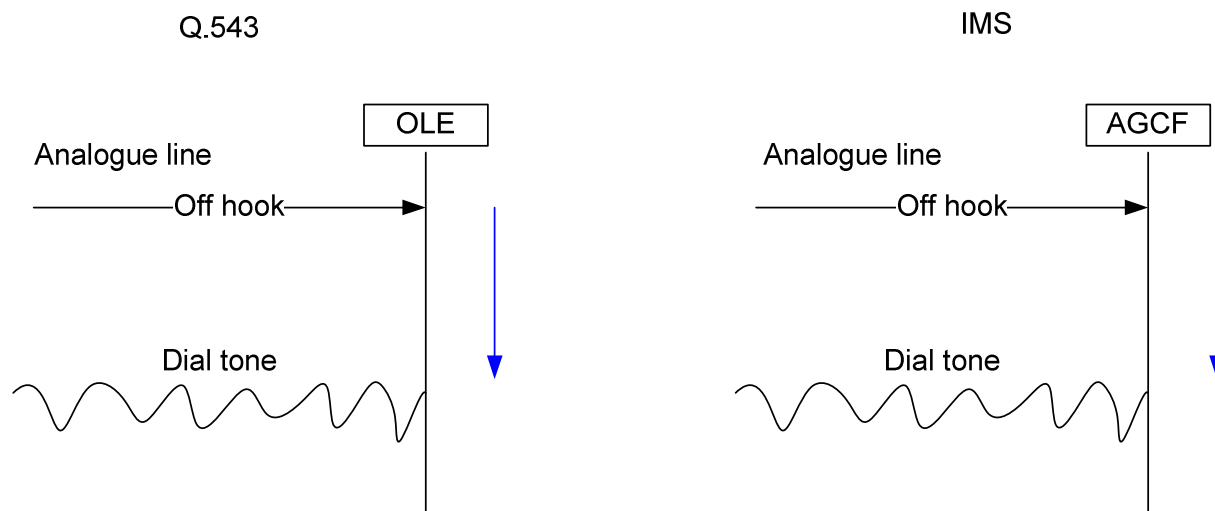 Q.543
IMS
OLE
AGCF
Analogue line
Analogue line
Off hook
Off hook
Dial tone
Dial tone